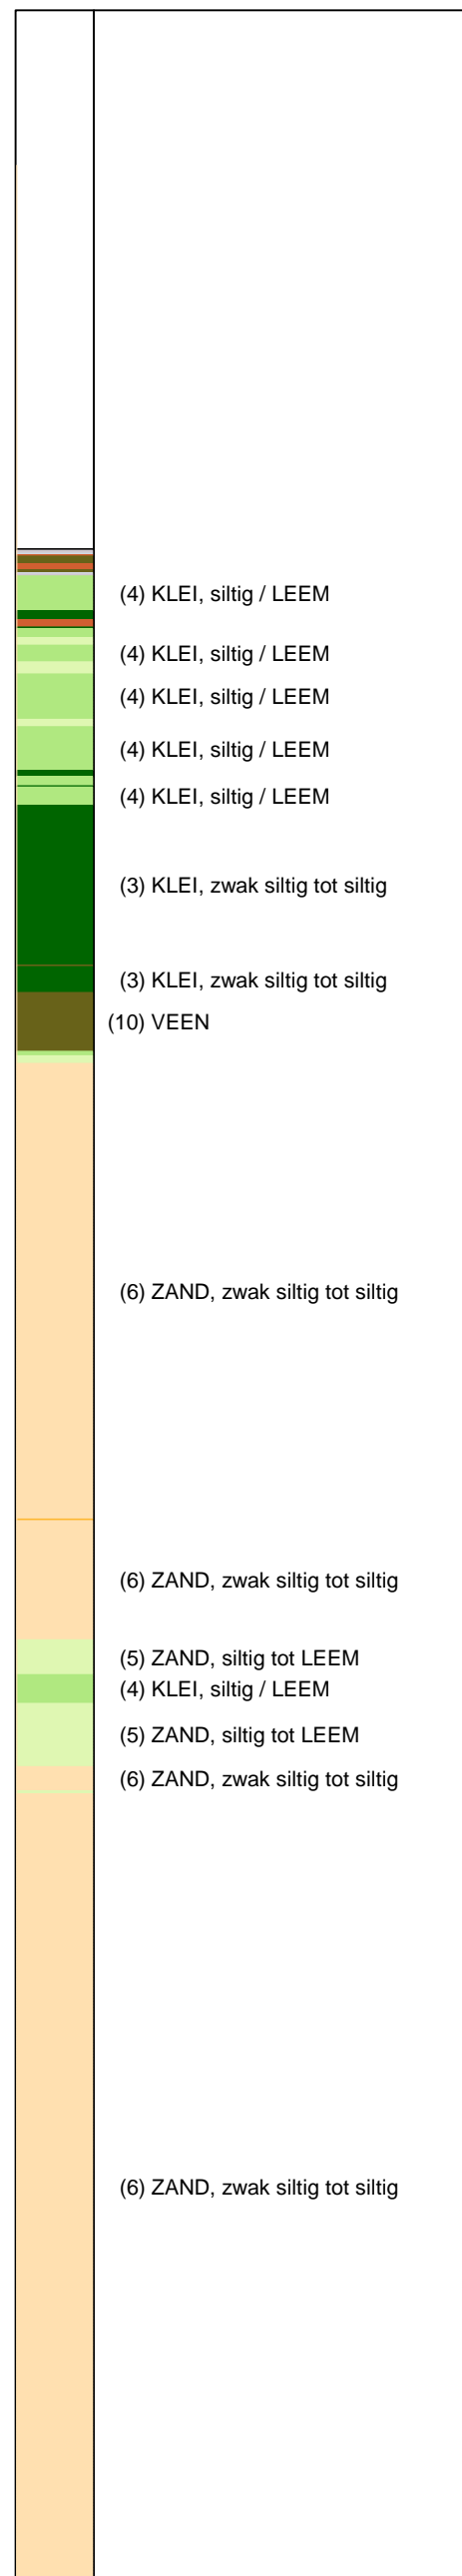 (4) KLEI, siltig / LEEM
(4) KLEI, siltig / LEEM
(4) KLEI, siltig / LEEM
(4) KLEI, siltig / LEEM
(4) KLEI, siltig / LEEM
(3) KLEI, zwak siltig tot siltig
(3) KLEI, zwak siltig tot siltig
(10) VEEN
(6) ZAND, zwak siltig tot siltig
(6) ZAND, zwak siltig tot siltig
(5) ZAND, siltig tot LEEM
(4) KLEI, siltig / LEEM
(5) ZAND, siltig tot LEEM
(6) ZAND, zwak siltig tot siltig
(6) ZAND, zwak siltig tot siltig